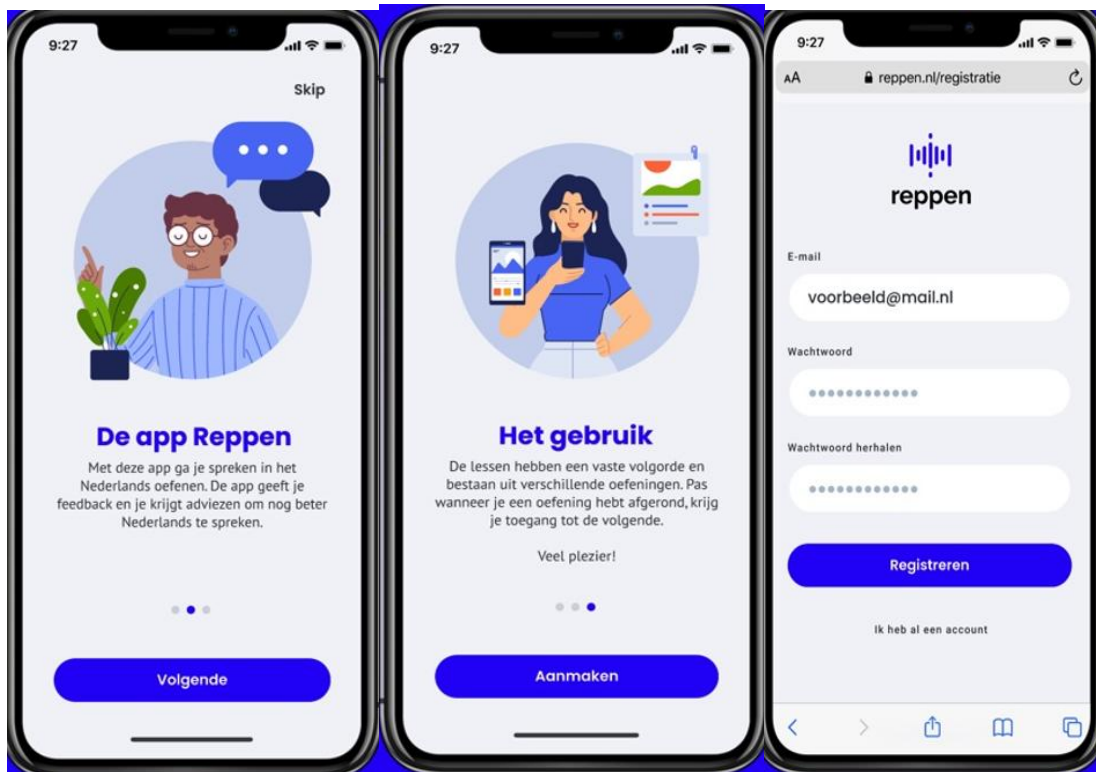 9:27
Skip
De app Reppen
Met deze app ga je spreken in het
Nederlands oefenen. De app geeft je
feedback en je krijgt adviezen om nog beter
Nederlands te spreken.
Volgende
9:27
Het gebruik
De lessen hebben een vaste volgorde en
bestaan uit verschillende oefeningen. Pas
wanneer je een oefening hebt afgerond, krijg
je toegang tot de volgende.
Veel plezier!
Aanmaken
9:27
AA reppen.nl/registratie
reppen
E-mail
voorbeeld@mail.nl
Wachtwoord
Wachtwoord herhalen
Registreren
Ik heb al een account